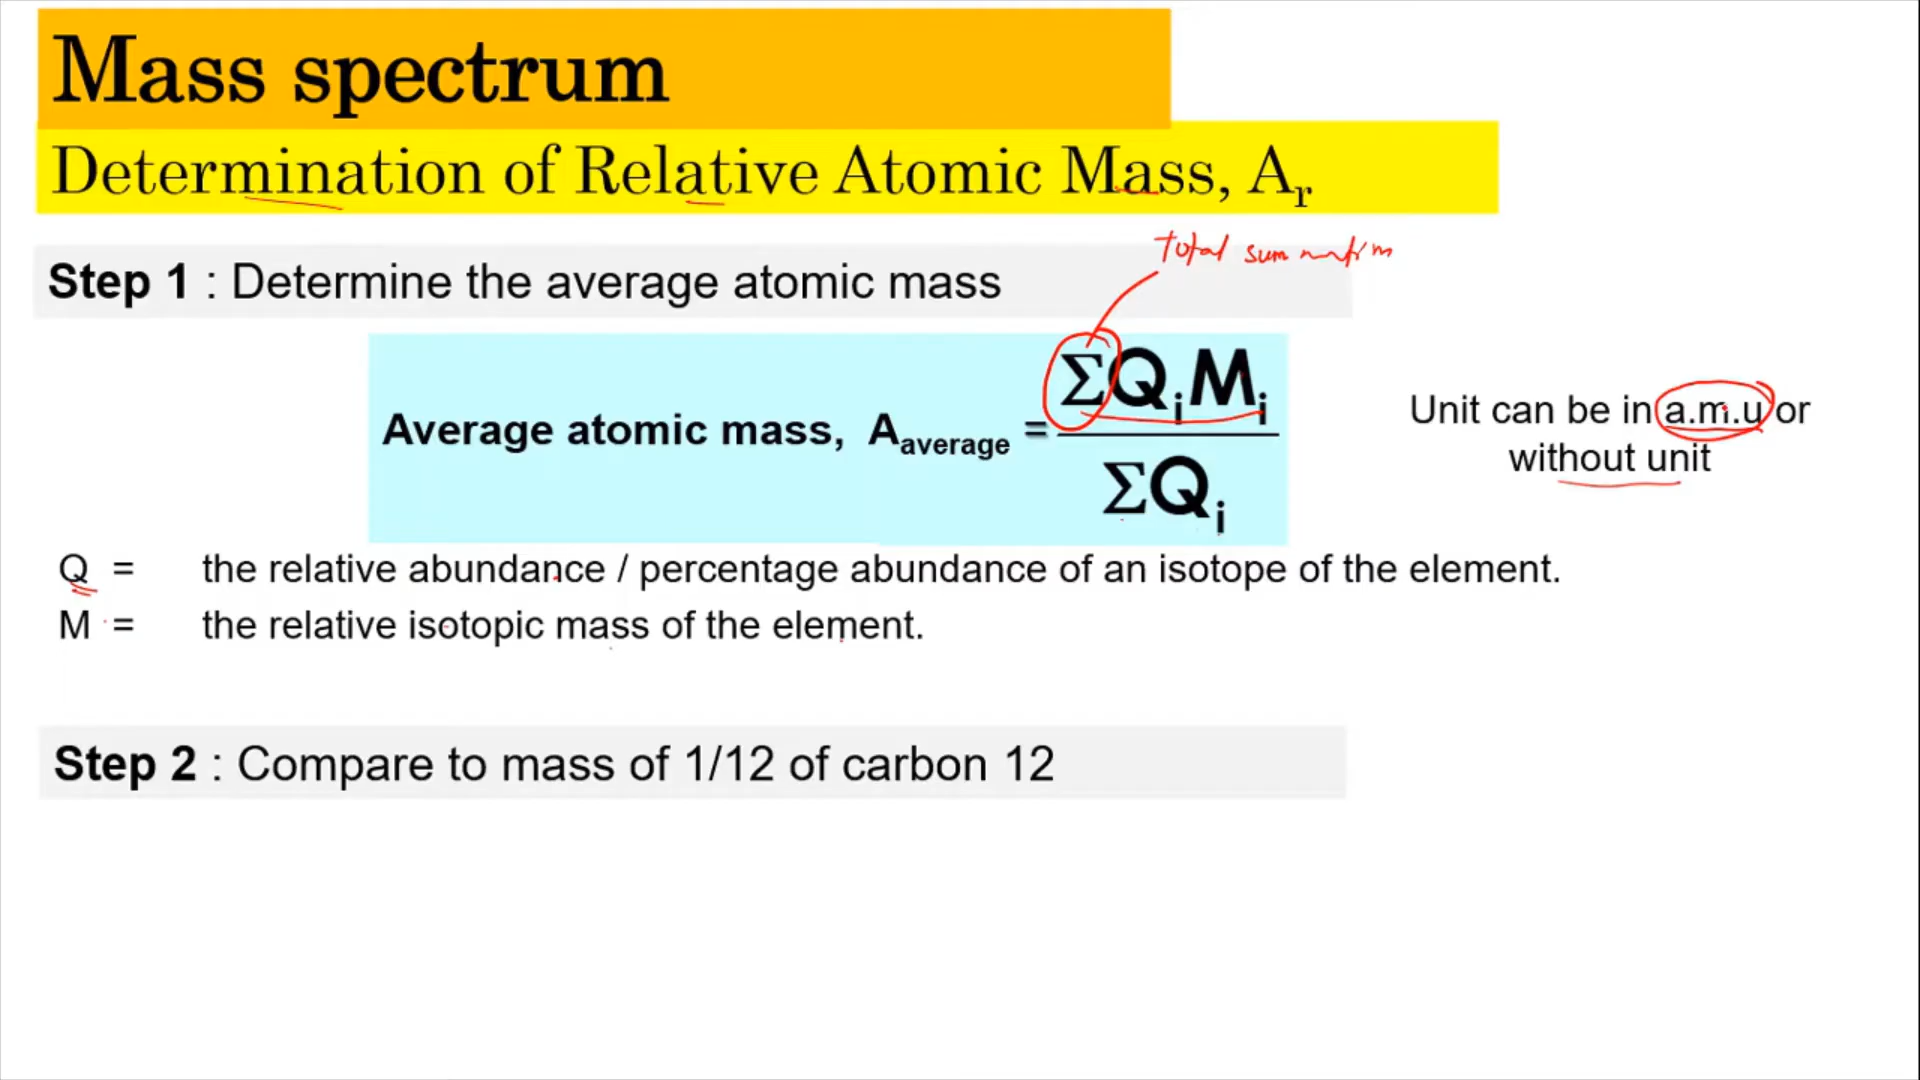 Mass spectrum
Determination of Relative Atomic Mass, Ar
Total summation
Step 1 : Determine the average atomic mass
Average atomic mass, Aaverage = ΣQiMi / ΣQi
Unit can be in a.m.u or
without unit
Q = the relative abundance / percentage abundance of an isotope of the element.
M = the relative isotopic mass of the element.
Step 2 : Compare to mass of 1/12 of carbon 12